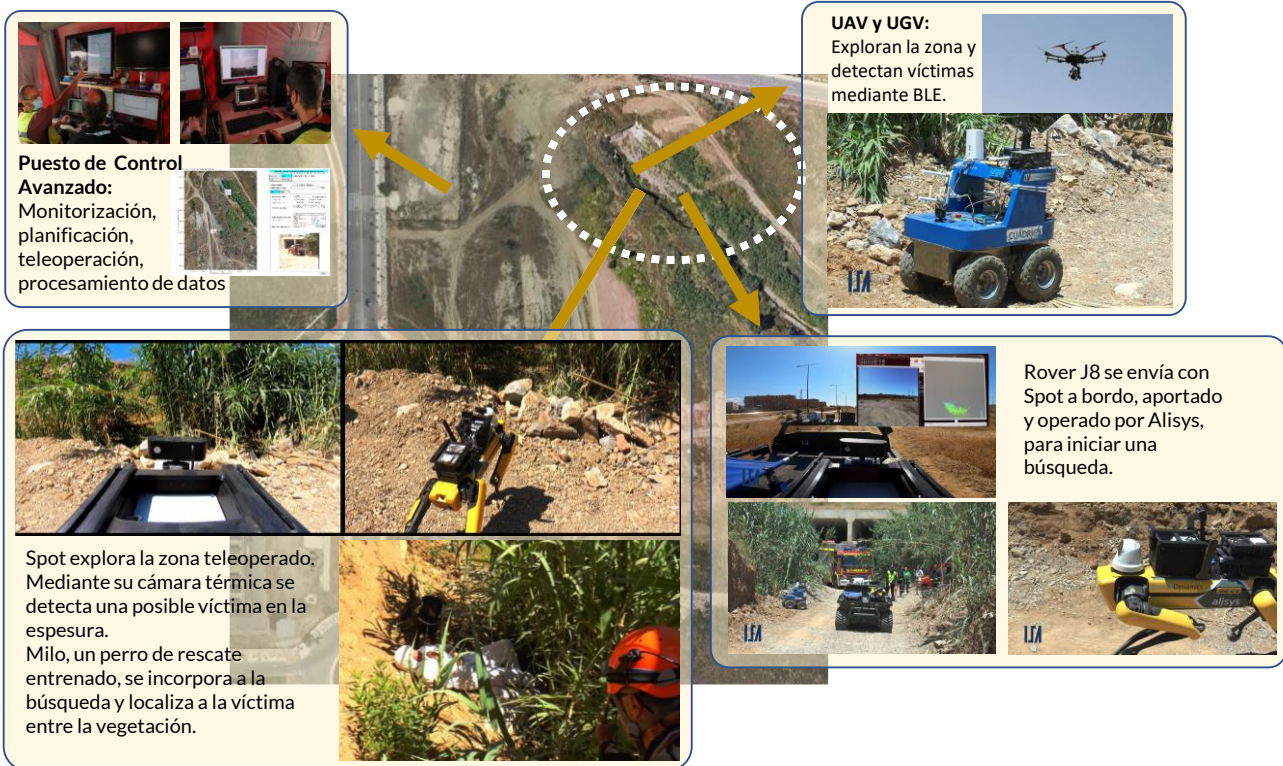 Puesto de Control
Avanzado:
Monitorización,
planificación,
teleoperación,
procesamiento de datos
UAV y UGV:
Exploran la zona y
detectan víctimas
mediante BLE.
CUADRIGA
Spot explora la zona teleoperado.
Mediante su cámara térmica se
detecta una posible víctima en la
espesura.
Milo, un perro de rescate
entrenado, se incorpora a la
búsqueda y localiza a la víctima
entre la vegetación.
Rover J8 se envía con
Spot a bordo, aportado
y operado por Alisys,
para iniciar una
búsqueda.
alisys